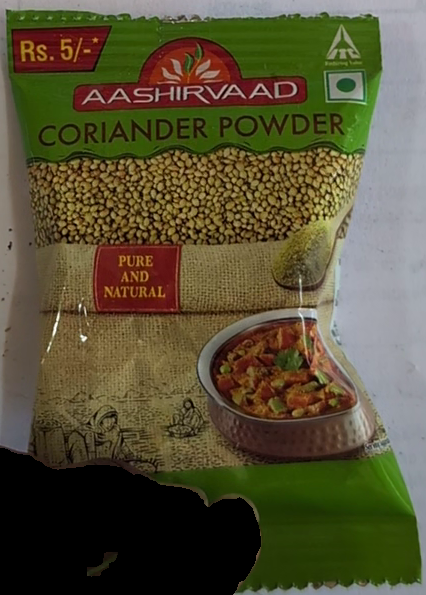 Rs. 5/-*
AASHIRVAAD
CORIANDER POWDER
PURE
AND
NATURAL